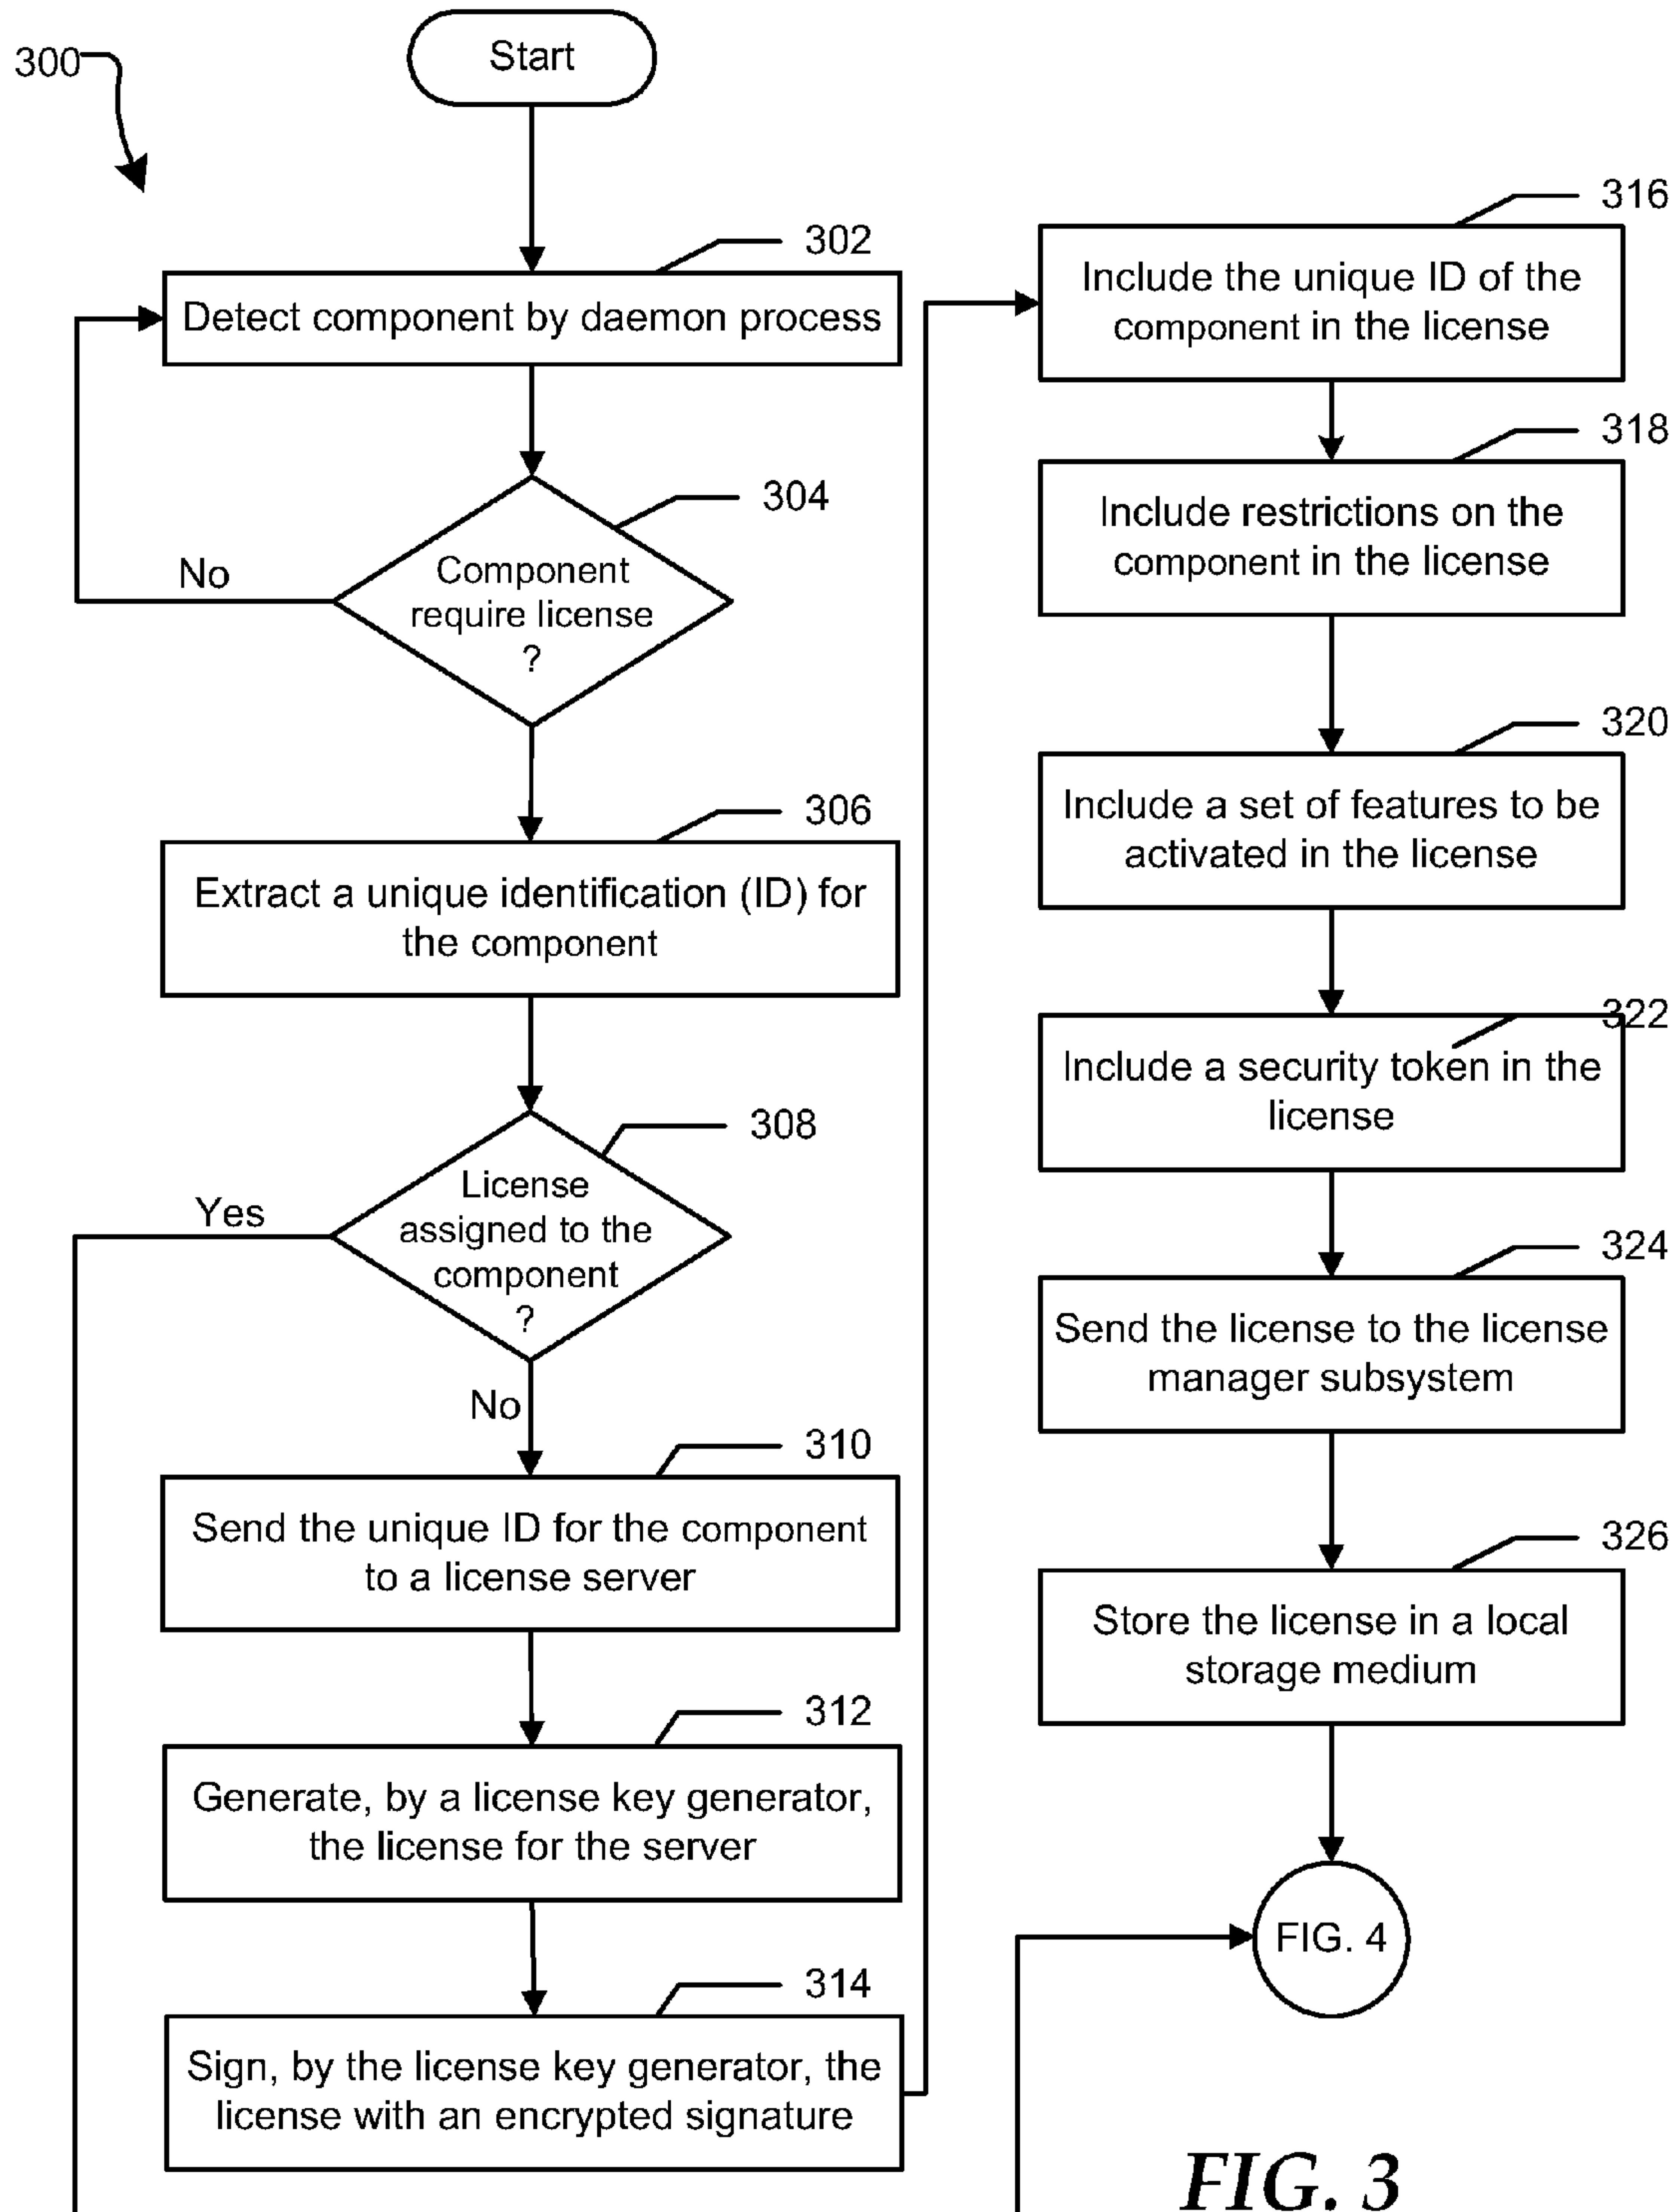 300
Start
302
Detect component by daemon process
304
Component
require license
?
No
306
Extract a unique identification (ID) for
the component
308
License
assigned to the
component
?
Yes
No
310
Send the unique ID for the component
to a license server
312
Generate, by a license key generator,
the license for the server
314
Sign, by the license key generator, the
license with an encrypted signature
316
Include the unique ID of the
component in the license
318
Include restrictions on the
component in the license
320
Include a set of features to be
activated in the license
322
Include a security token in the
license
324
Send the license to the license
manager subsystem
326
Store the license in a local
storage medium
FIG. 4
FIG. 3